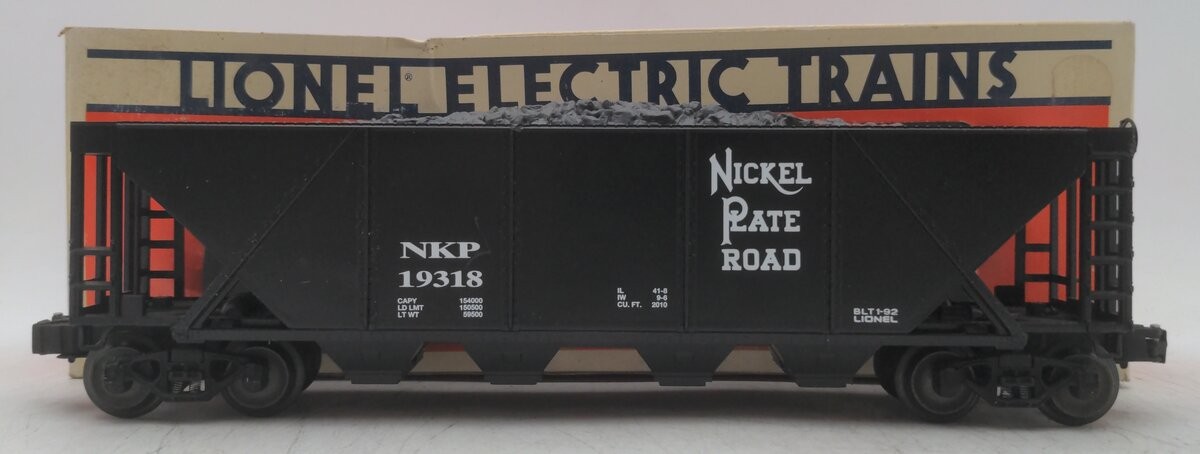 LIONEL® ELECTRIC TRAINS
NICKEL
PLATE
ROAD
NKP
19318
CAPY 154000
LD LMT 150500
LT WT 59500
IL 41-8
IW 9-6
CU. FT. 2010
BLT 1-92
LIONEL